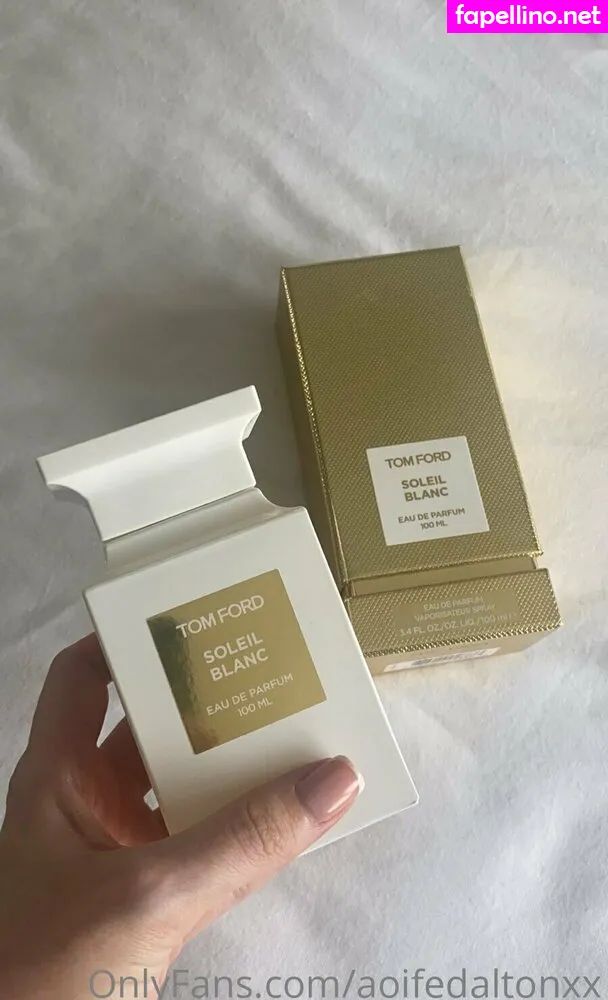 fapellino.net
TOM FORD
SOLEIL
BLANC
EAU DE PARFUM
100 ML
EAU DE PARFUM
VAPORISATEUR SPRAY
3.4 FL.OZ./OZ. LIQ./100 ml ℮
TOM FORD
SOLEIL
BLANC
EAU DE PARFUM
100 ML
OnlyFans.com/aoifedaltonxx